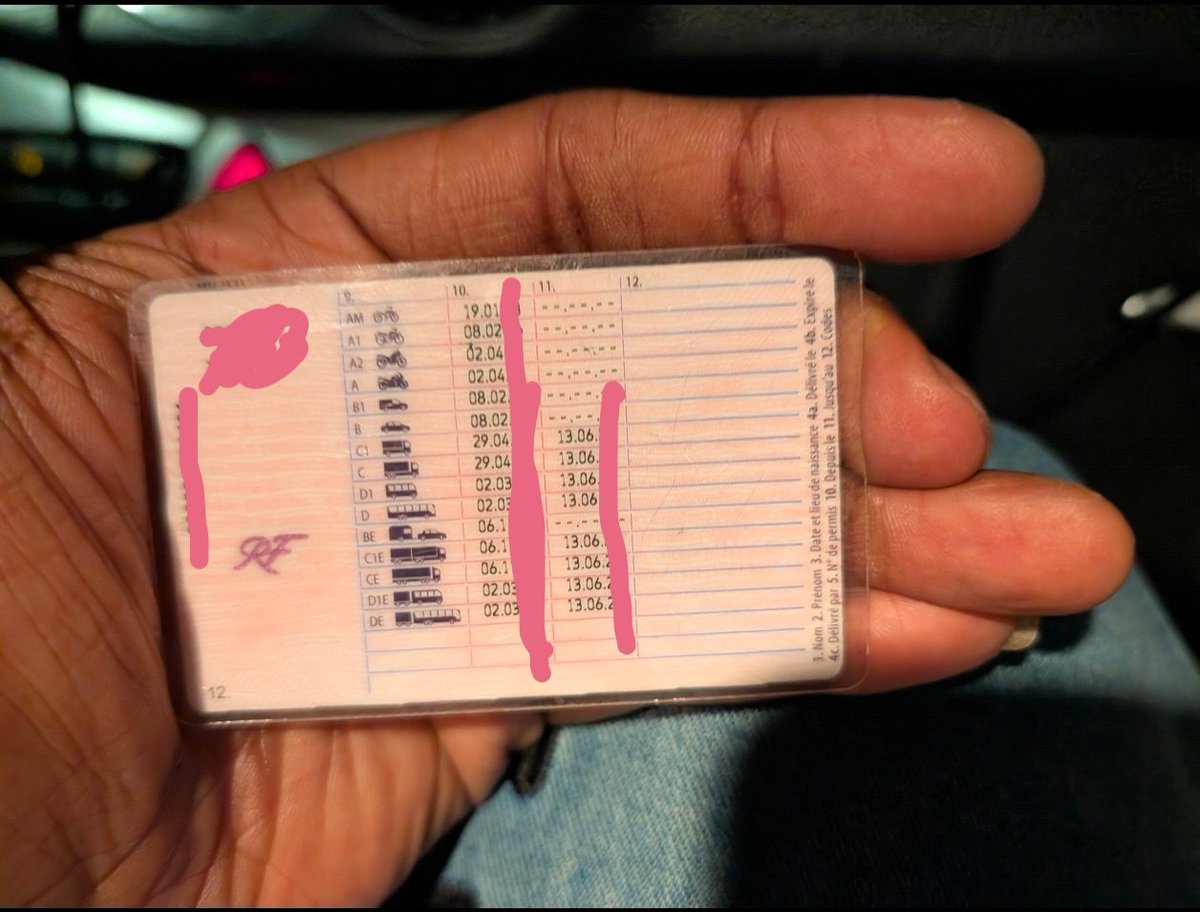 9. 10. 11. 12.
AM 19.01 --.--.--
A1 08.02 --.--.--
A2 02.04 --.--.--
A 02.04 --.--.--
B1 08.02. --.--.--
B 08.02 --.--.
C1 29.04 13.06.
C 29.04 13.06.
D1 02.03 13.06.
D 02.03 13.06
BE 06.1 --.--.--
C1E 06.1 13.06.
CE 06.1 13.06.2
D1E 02.03 13.06.2
DE 02.03 13.06.2
RF
12.
1. Nom 2. Prénom 3. Date et lieu de naissance 4a. Délivré le 4b. Expire le
4c. Délivré par 5. N° de permis 10. Depuis le 11. Jusqu'au 12. Codes